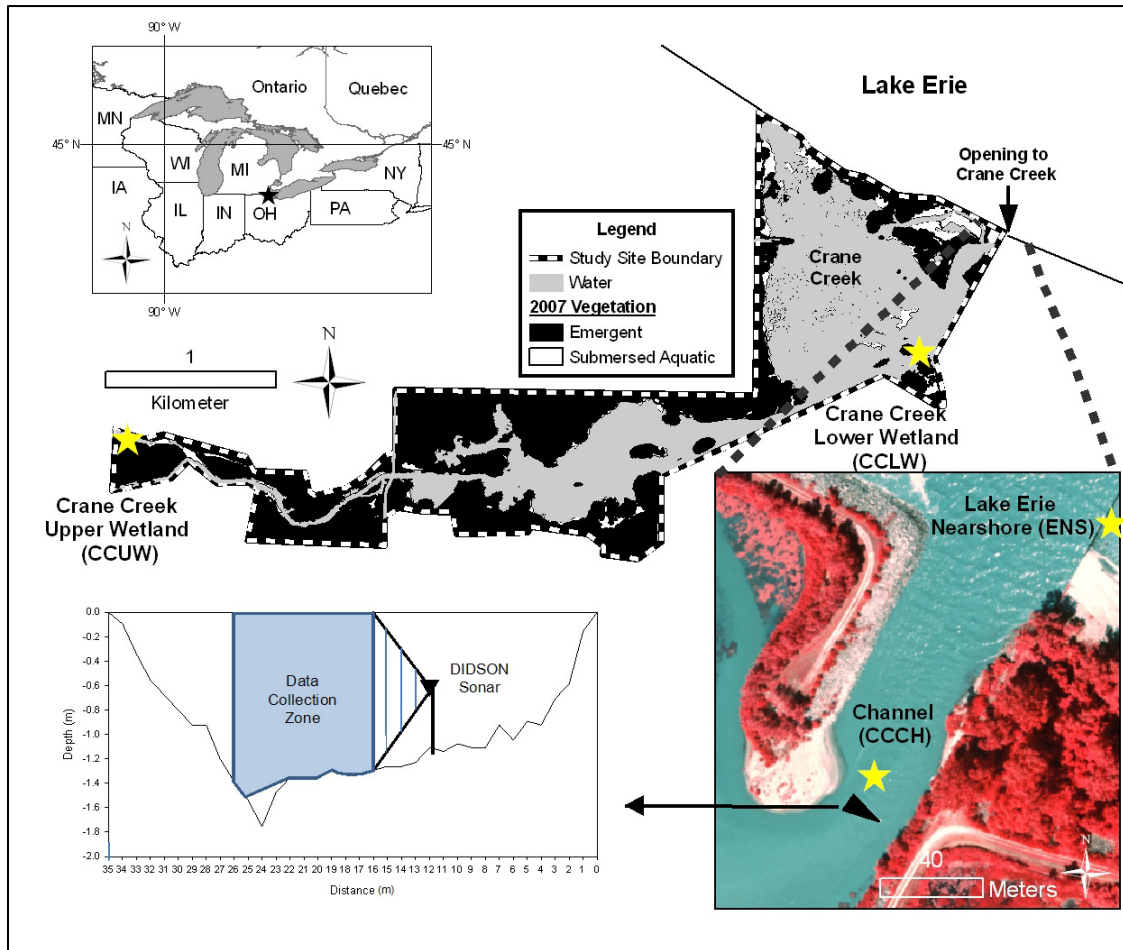 90° W
Ontario
Quebec
MN
45° N
45° N
WI
MI
NY
IA
IL
IN
OH
PA
N
90° W
Lake Erie
Opening to
Crane Creek
Legend
Study Site Boundary
Water
2007 Vegetation
Emergent
Submersed Aquatic
Crane
Creek
N
1
Kilometer
Crane Creek
Lower Wetland
(CCLW)
Crane Creek
Upper Wetland
(CCUW)
Lake Erie
Nearshore (ENS)
Channel
(CCCH)
N
40
Meters
0.0
-0.2
-0.4
-0.6
-0.8
-1.0
-1.2
-1.4
-1.6
-1.8
-2.0
Depth (m)
Data
Collection
Zone
DIDSON
Sonar
35 34 33 32 31 30 29 28 27 26 25 24 23 22 21 20 19 18 17 16 15 14 13 12 11 10 9 8 7 6 5 4 3 2 1 0
Distance (m)